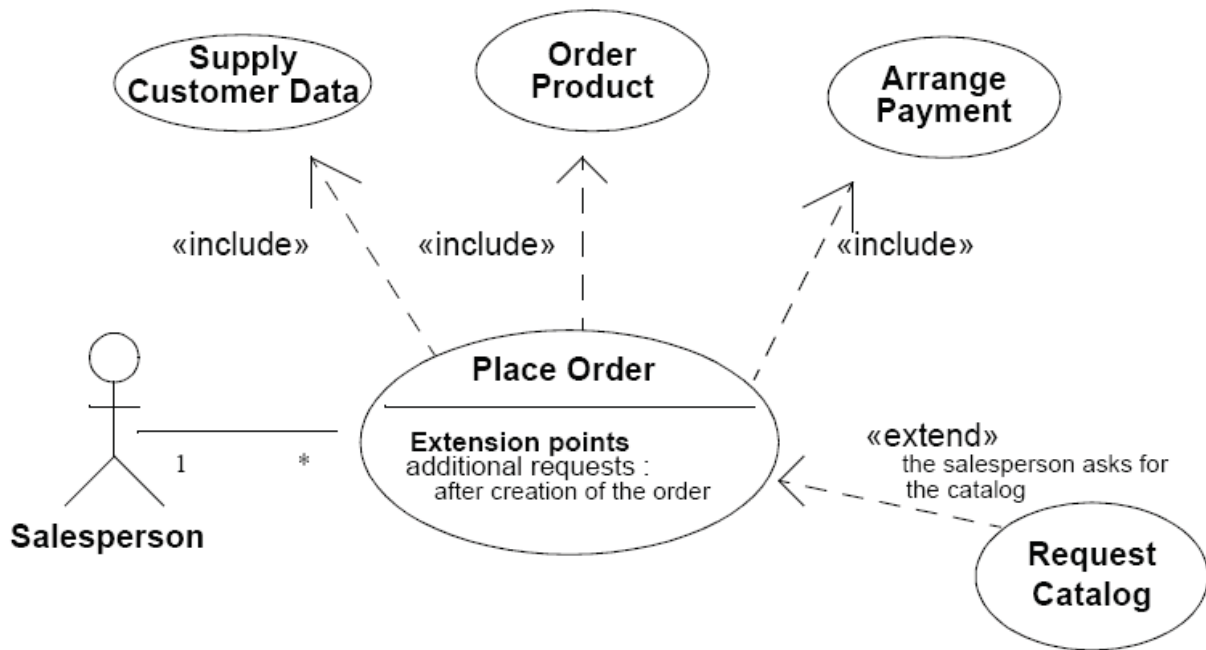 Supply
Customer Data
Order
Product
Arrange
Payment
«include»
«include»
«include»
Place Order
Extension points
additional requests :
after creation of the order
1
*
Salesperson
«extend»
the salesperson asks for
the catalog
Request
Catalog